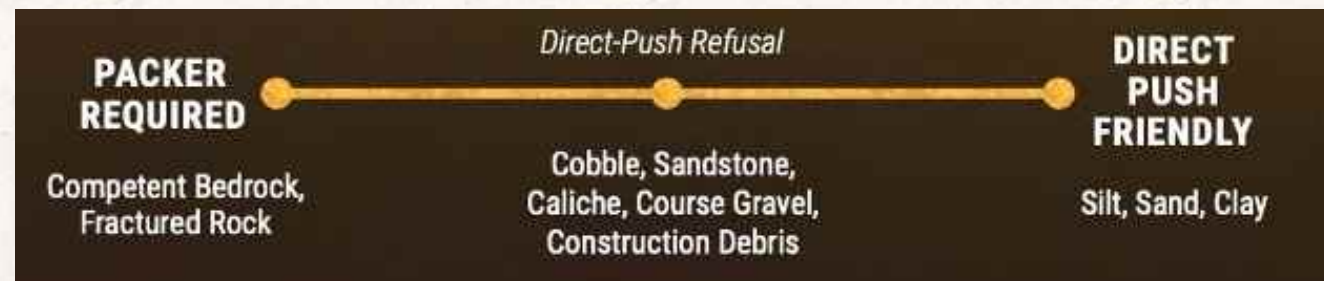 PACKER
REQUIRED
Competent Bedrock,
Fractured Rock
Direct-Push Refusal
Cobble, Sandstone,
Caliche, Course Gravel,
Construction Debris
DIRECT
PUSH
FRIENDLY
Silt, Sand, Clay